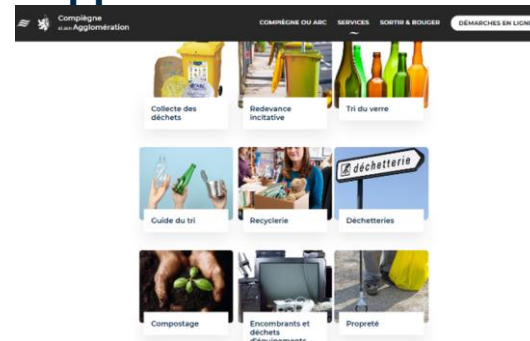 Compiègne
et son Agglomération
COMPIÈGNE OU ARC
SERVICES
SORTIR & BOUGER
DÉMARCHES EN LIGNE
Collecte des
déchets
Redevance
incitative
Tri du verre
déchetterie
Guide du tri
Recyclerie
Déchetteries
Compostage
Encombrants et
déchets
d'équipements
Propreté